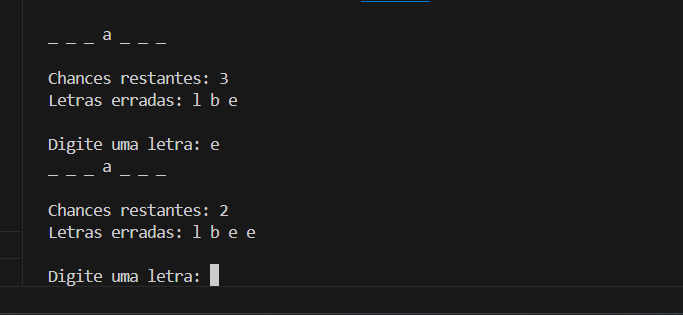 _ _ _ a _ _ _
Chances restantes: 3
Letras erradas: l b e
Digite uma letra: e
_ _ _ a _ _ _
Chances restantes: 2
Letras erradas: l b e e
Digite uma letra: